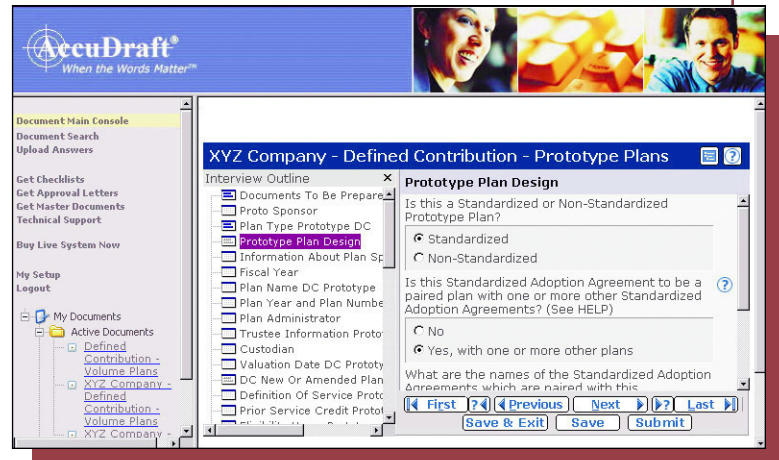 AccuDraft®
When the Words Matter™
Document Main Console
Document Search
Upload Answers
Get Checklists
Get Approval Letters
Get Master Documents
Technical Support
Buy Live System Now
My Setup
Logout
My Documents
Active Documents
Defined
Contribution -
Volume Plans
XYZ Company -
Defined
Contribution -
Volume Plans
XYZ Company -
XYZ Company - Defined Contribution - Prototype Plans
Interview Outline
Documents To Be Prepare
Proto Sponsor
Plan Type Prototype DC
Prototype Plan Design
Information About Plan Sp
Fiscal Year
Plan Name DC Prototype
Plan Year and Plan Numbe
Plan Administrator
Trustee Information Proto
Custodian
Valuation Date DC Prototy
DC New Or Amended Plan
Definition Of Service Proto
Prior Service Credit Protot
Prototype Plan Design
Is this a Standardized or Non-Standardized
Prototype Plan?
Standardized
Non-Standardized
Is this Standardized Adoption Agreement to be a
paired plan with one or more other Standardized
Adoption Agreements? (See HELP)
No
Yes, with one or more other plans
What are the names of the Standardized Adoption
Agreements which are paired with this
First ? Previous Next ? Last
Save & Exit Save Submit